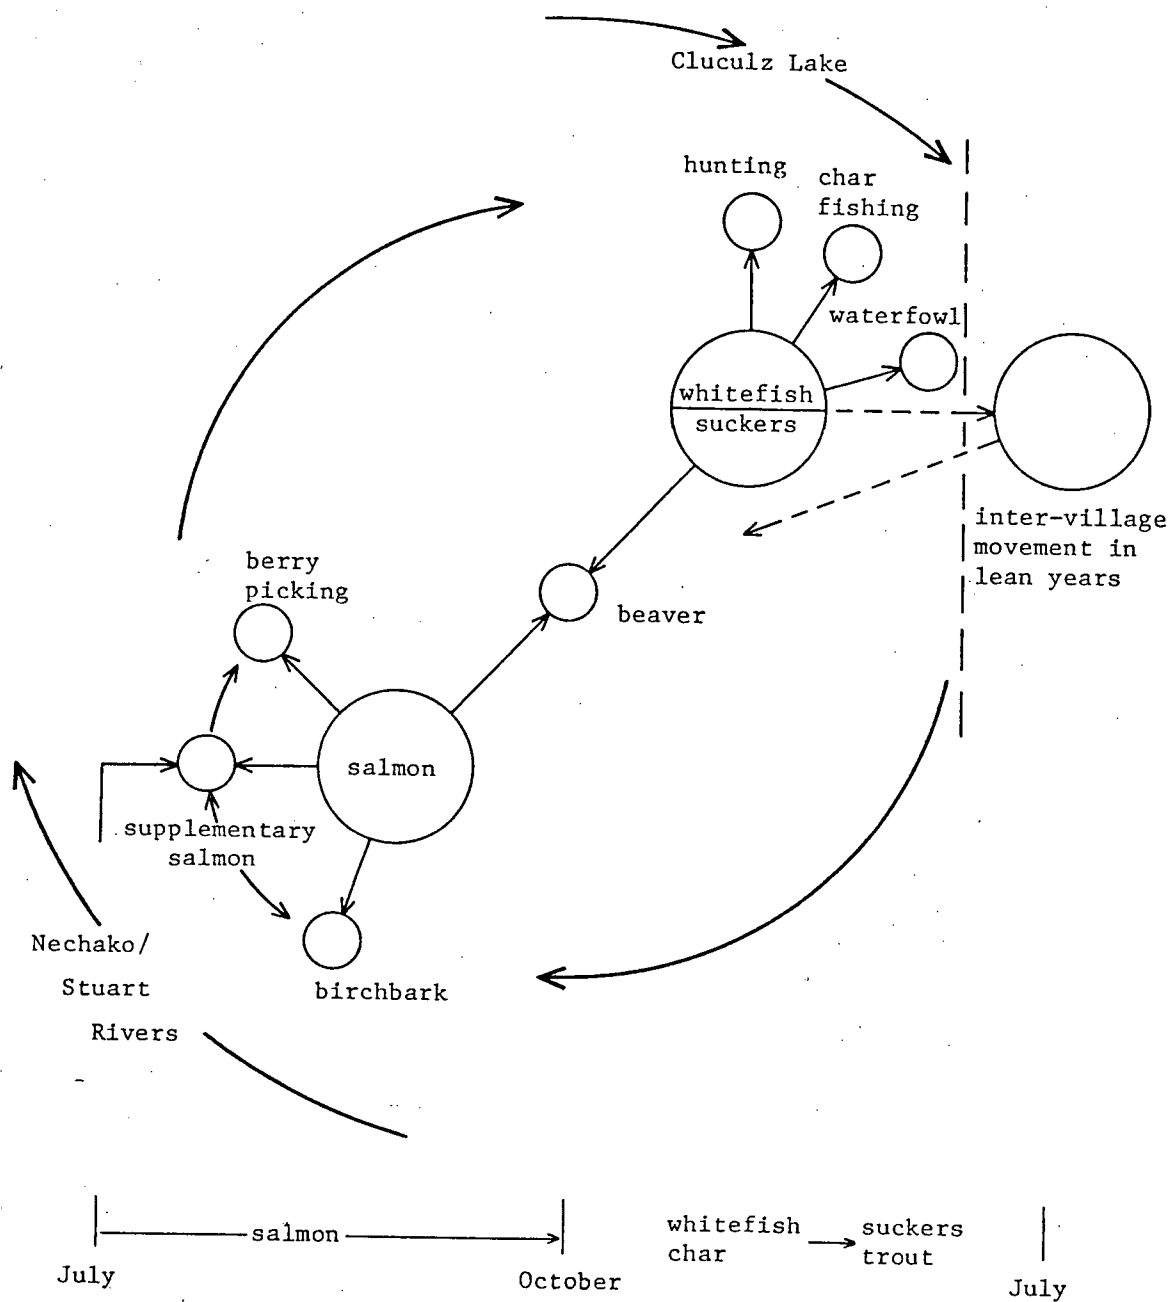 Cluculz Lake
hunting
char
fishing
waterfowl
whitefish
suckers
inter-village
movement in
lean years
berry
picking
beaver
salmon
supplementary
salmon
Nechako/
Stuart
Rivers
birchbark
salmon
whitefish
char
suckers
trout
July
October
July